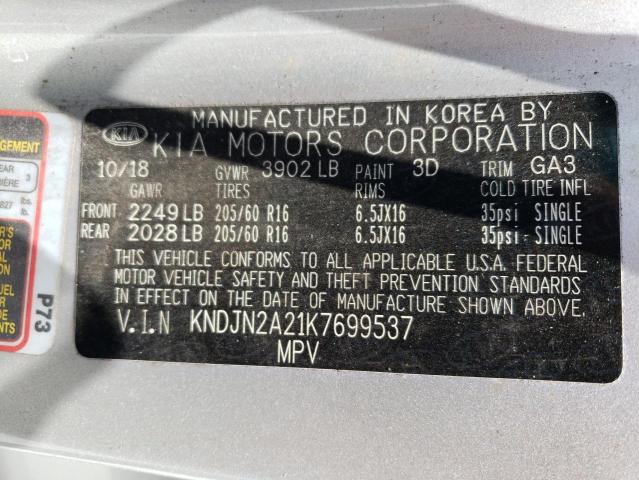 MANUFACTURED IN KOREA BY
KIA KIA MOTORS CORPORATION
10/18 GVWR 3902 LB PAINT 3D TRIM GA3
GAWR TIRES RIMS COLD TIRE INFL
FRONT 2249 LB 205/60 R16 6.5JX16 35psi SINGLE
REAR 2028 LB 205/60 R16 6.5JX16 35psi SINGLE
THIS VEHICLE CONFORMS TO ALL APPLICABLE U.S.A. FEDERAL
MOTOR VEHICLE SAFETY AND THEFT PREVENTION STANDARDS
IN EFFECT ON THE DATE OF MANUFACTURE SHOWN ABOVE.
V.I.N KNDJN2A21K7699537
MPV
3
lbs.
P73